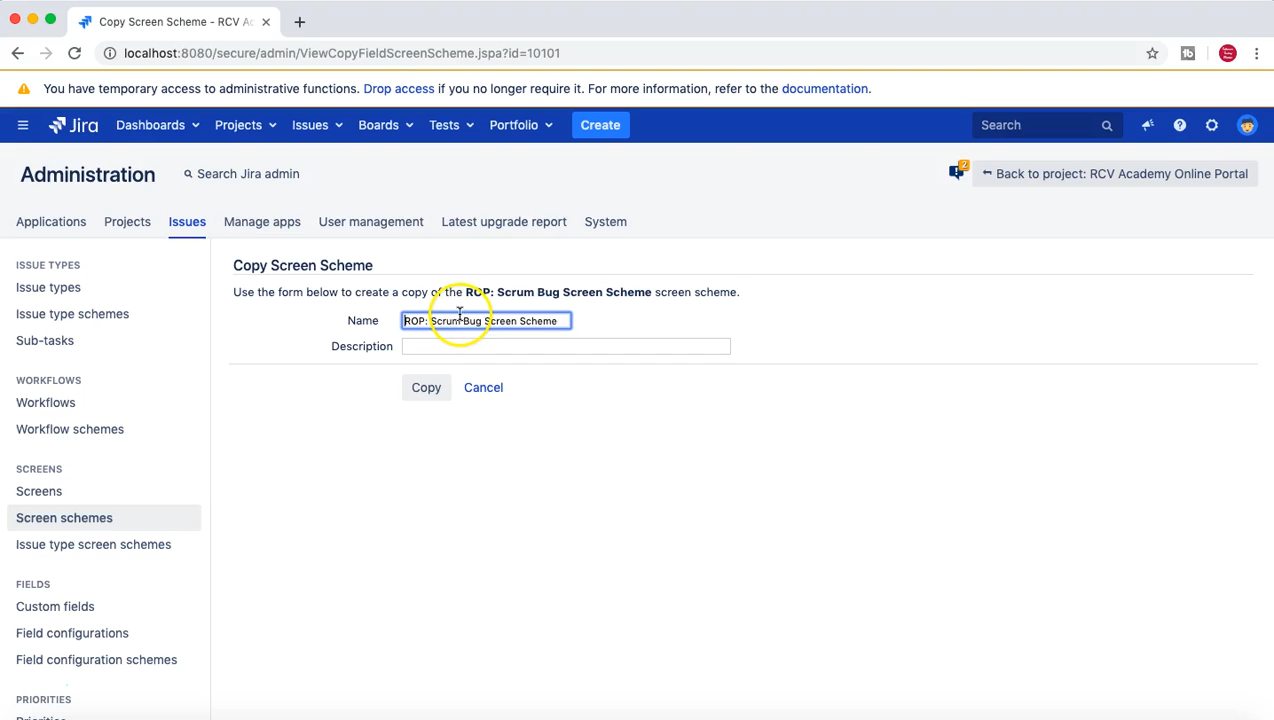 Copy Screen Scheme - RCV Ac
localhost:8080/secure/admin/ViewCopyFieldScreenScheme.jspa?id=10101
You have temporary access to administrative functions. Drop access if you no longer require it. For more information, refer to the documentation.
Jira Dashboards Projects Issues Boards Tests Portfolio Create Search
Administration Search Jira admin 2 Back to project: RCV Academy Online Portal
Applications Projects Issues Manage apps User management Latest upgrade report System
ISSUE TYPES
Issue types
Issue type schemes
Sub-tasks
WORKFLOWS
Workflows
Workflow schemes
SCREENS
Screens
Screen schemes
Issue type screen schemes
FIELDS
Custom fields
Field configurations
Field configuration schemes
PRIORITIES
Priorities
Copy Screen Scheme
Use the form below to create a copy of the ROP: Scrum Bug Screen Scheme screen scheme.
Name ROP: Scrum Bug Screen Scheme
Description
Copy Cancel